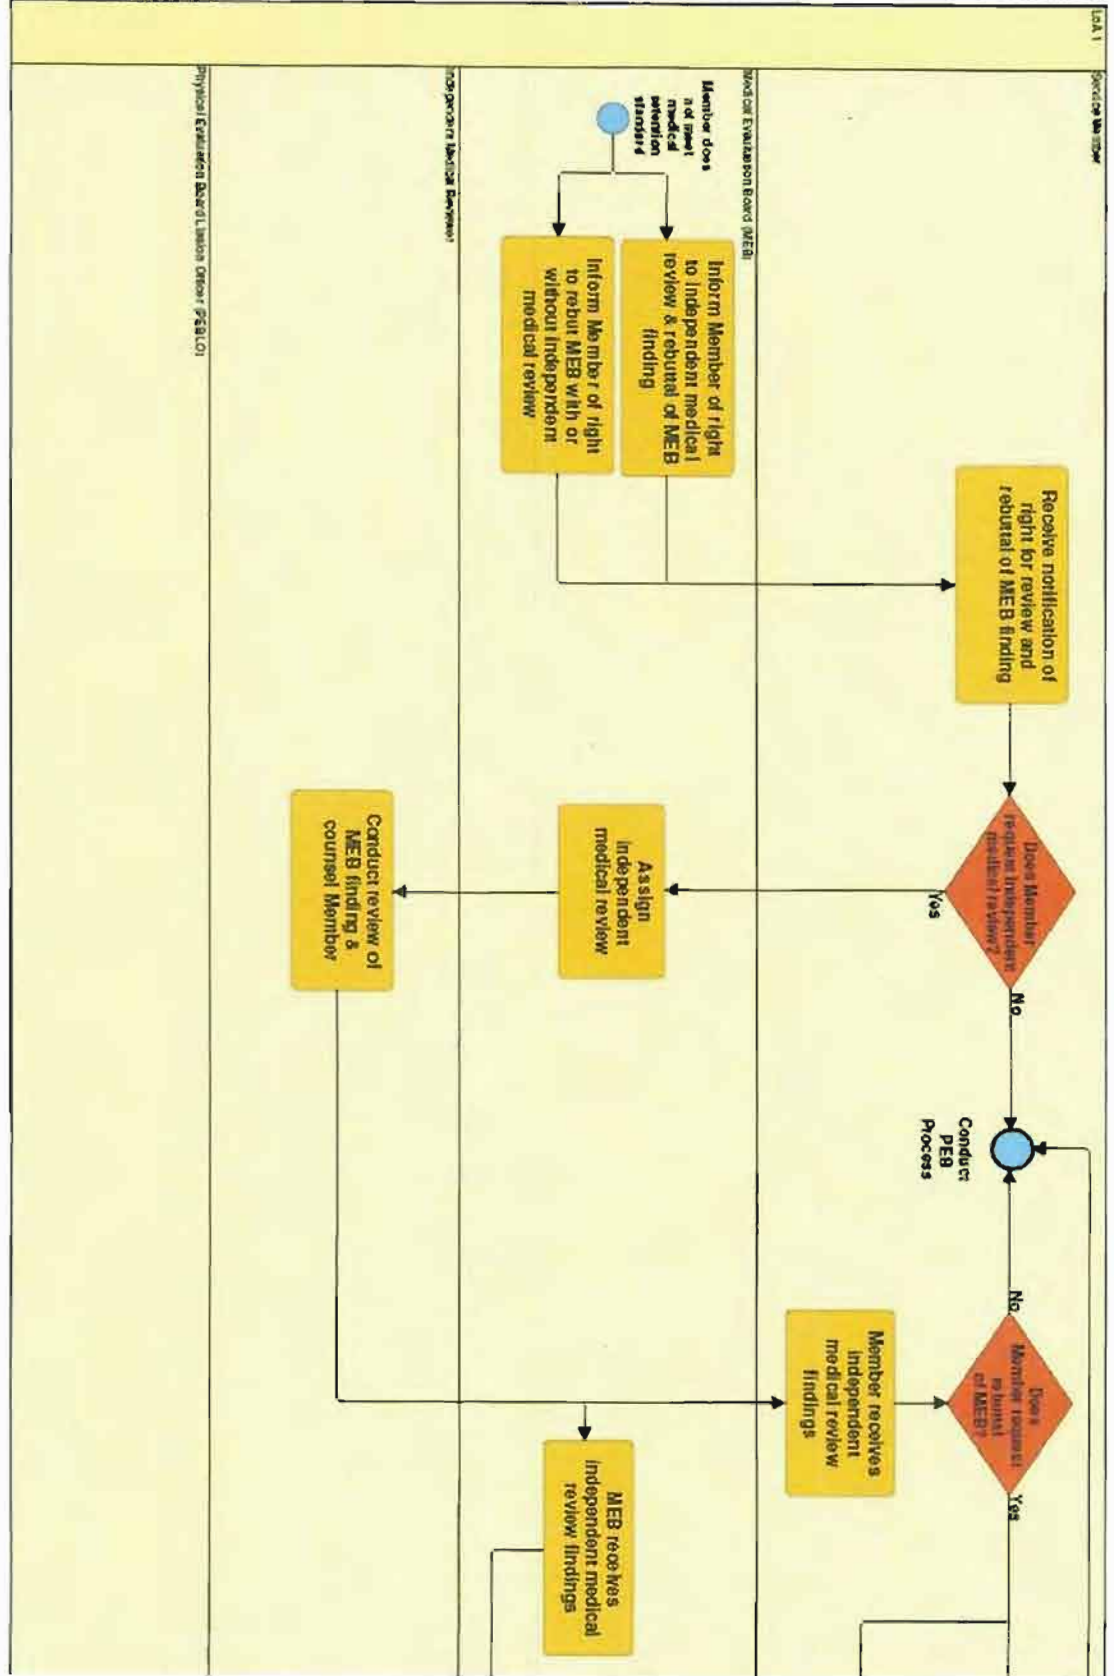 LoA 1
Service Member
Receive notification of
right for review and
rebuttal of MEB finding
Does Member
request independent
medical review?
No
Yes
Conduct
PEB
Process
No
Does
Member request
rebuttal
of MEB?
Yes
Member receives
independent
medical review
findings
Medical Evaluation Board (MEB)
Member does
not meet
medical
retention
standard
Inform Member of right
to independent medical
review & rebuttal of MEB
finding
Inform Member of right
to rebut MEB with or
without independent
medical review
Assign
independent
medical review
MEB receives
independent medical
review findings
Independent Medical Reviewer
Conduct review of
MEB finding &
counsel Member
Physical Evaluation Board Liaison Officer (PEBLO)